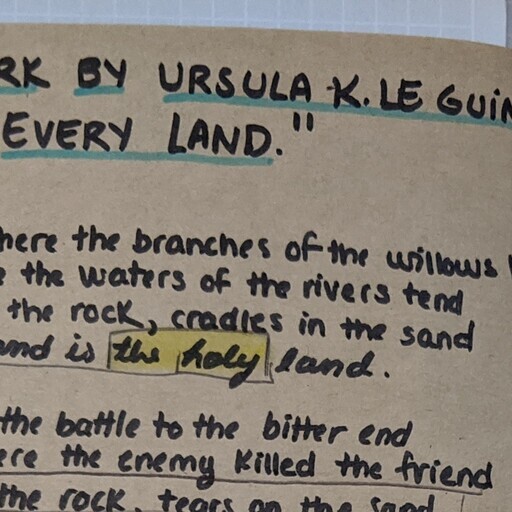 RK BY URSULA K. LE GUIN
EVERY LAND."
here the branches of the willows
the waters of the rivers tend
the rock, cradles in the sand
and is the holy land.
the battle to the bitter end
ere the enemy killed the friend
the rock, tears on the sand